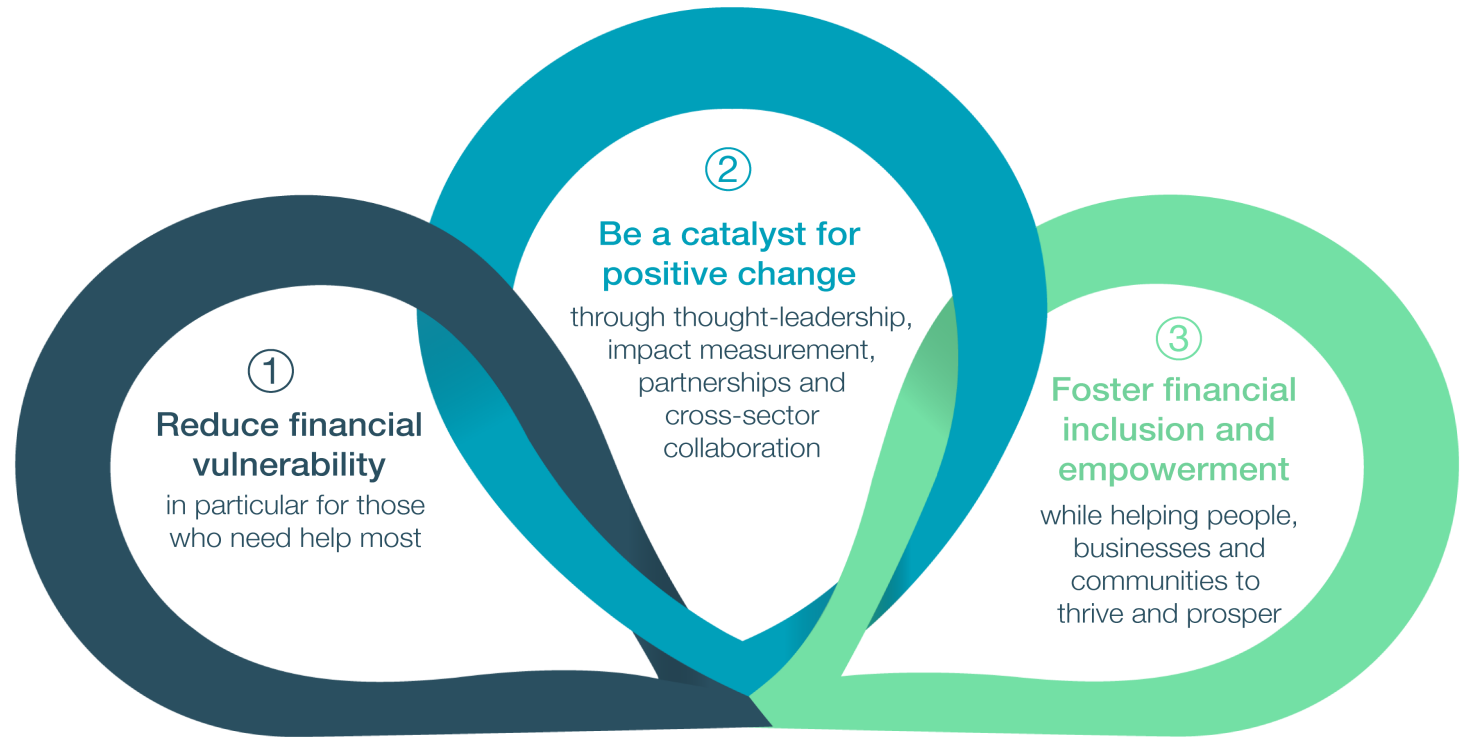 1
Reduce financial
vulnerability
in particular for those
who need help most
2
Be a catalyst for
positive change
through thought-leadership,
impact measurement,
partnerships and
cross-sector
collaboration
3
Foster financial
inclusion and
empowerment
while helping people,
businesses and
communities to
thrive and prosper